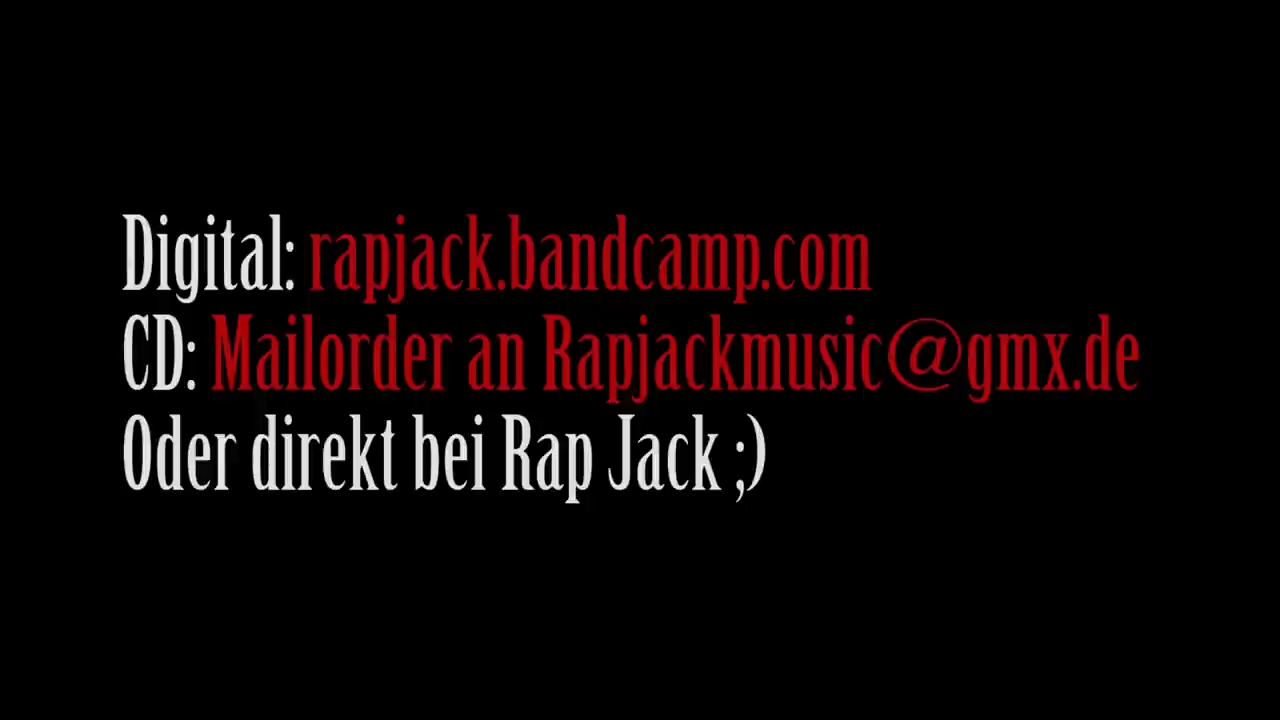 Digital: rapjack.bandcamp.com
CD: Mailorder an Rapjackmusic@gmx.de
Oder direkt bei Rap Jack ;)